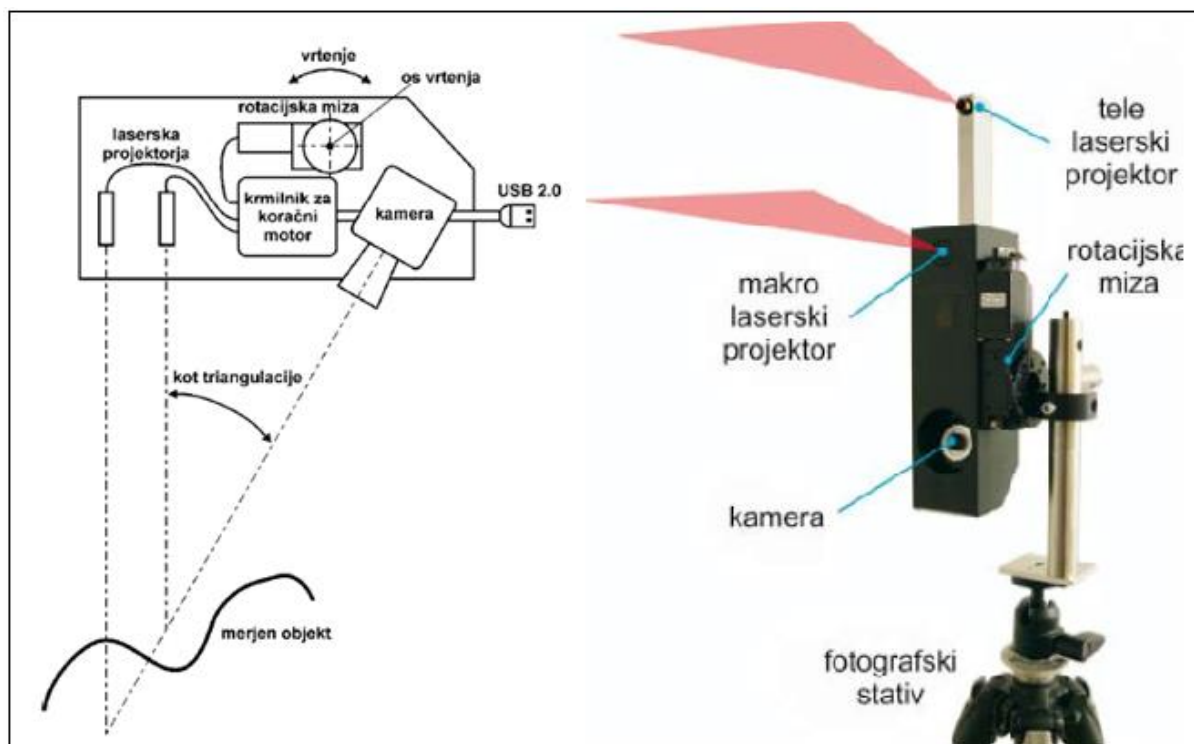 vrtenje
os vrtenja
rotacijska miza
laserska
projektorja
krmilnik za
koračni
motor
kamera
USB 2.0
kot triangulacije
merjen objekt
tele
laserski
projektor
rotacijska
miza
makro
laserski
projektor
kamera
fotografski
stativ